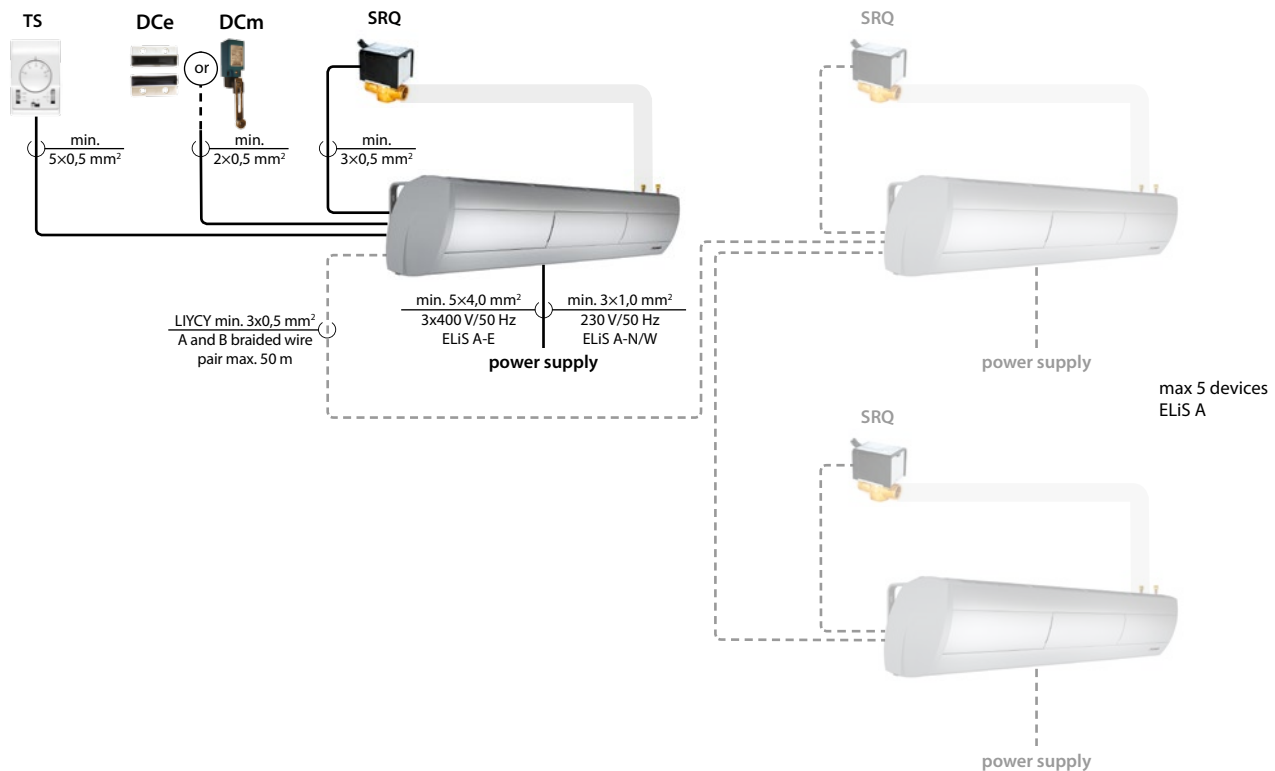 TS
DCe
or
DCm
SRQ
SRQ
min.
5×0,5 mm²
min.
2×0,5 mm²
min.
3×0,5 mm²
min. 5×4,0 mm²
3x400 V/50 Hz
ELiS A-E
min. 3×1,0 mm²
230 V/50 Hz
ELiS A-N/W
power supply
LIYCY min. 3x0,5 mm²
A and B braided wire
pair max. 50 m
power supply
max 5 devices
ELiS A
SRQ
power supply